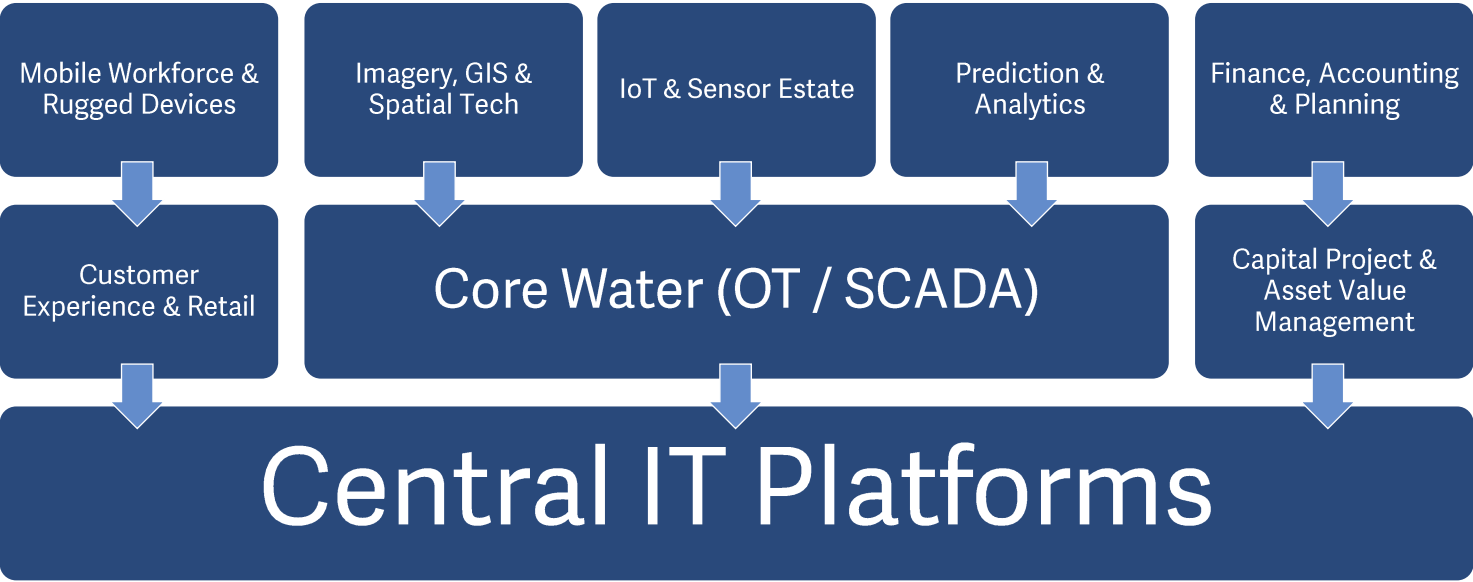 Mobile Workforce &
Rugged Devices
Imagery, GIS &
Spatial Tech
IoT & Sensor Estate
Prediction &
Analytics
Finance, Accounting
& Planning
Customer
Experience & Retail
Core Water (OT / SCADA)
Capital Project &
Asset Value
Management
Central IT Platforms